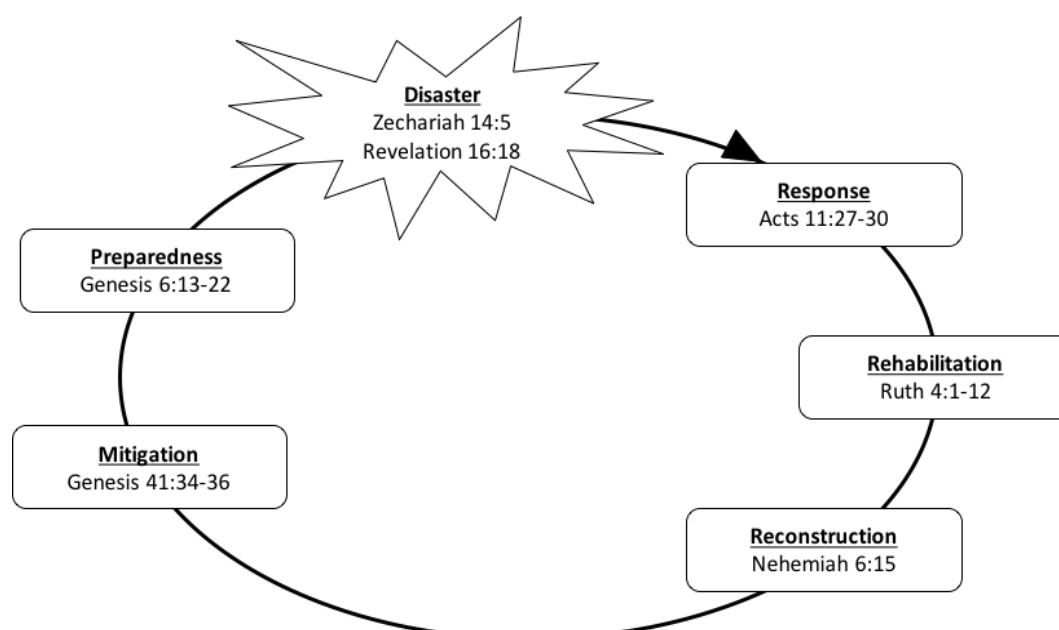 Disaster
Zechariah 14:5
Revelation 16:18
Response
Acts 11:27-30
Rehabilitation
Ruth 4:1-12
Reconstruction
Nehemiah 6:15
Mitigation
Genesis 41:34-36
Preparedness
Genesis 6:13-22